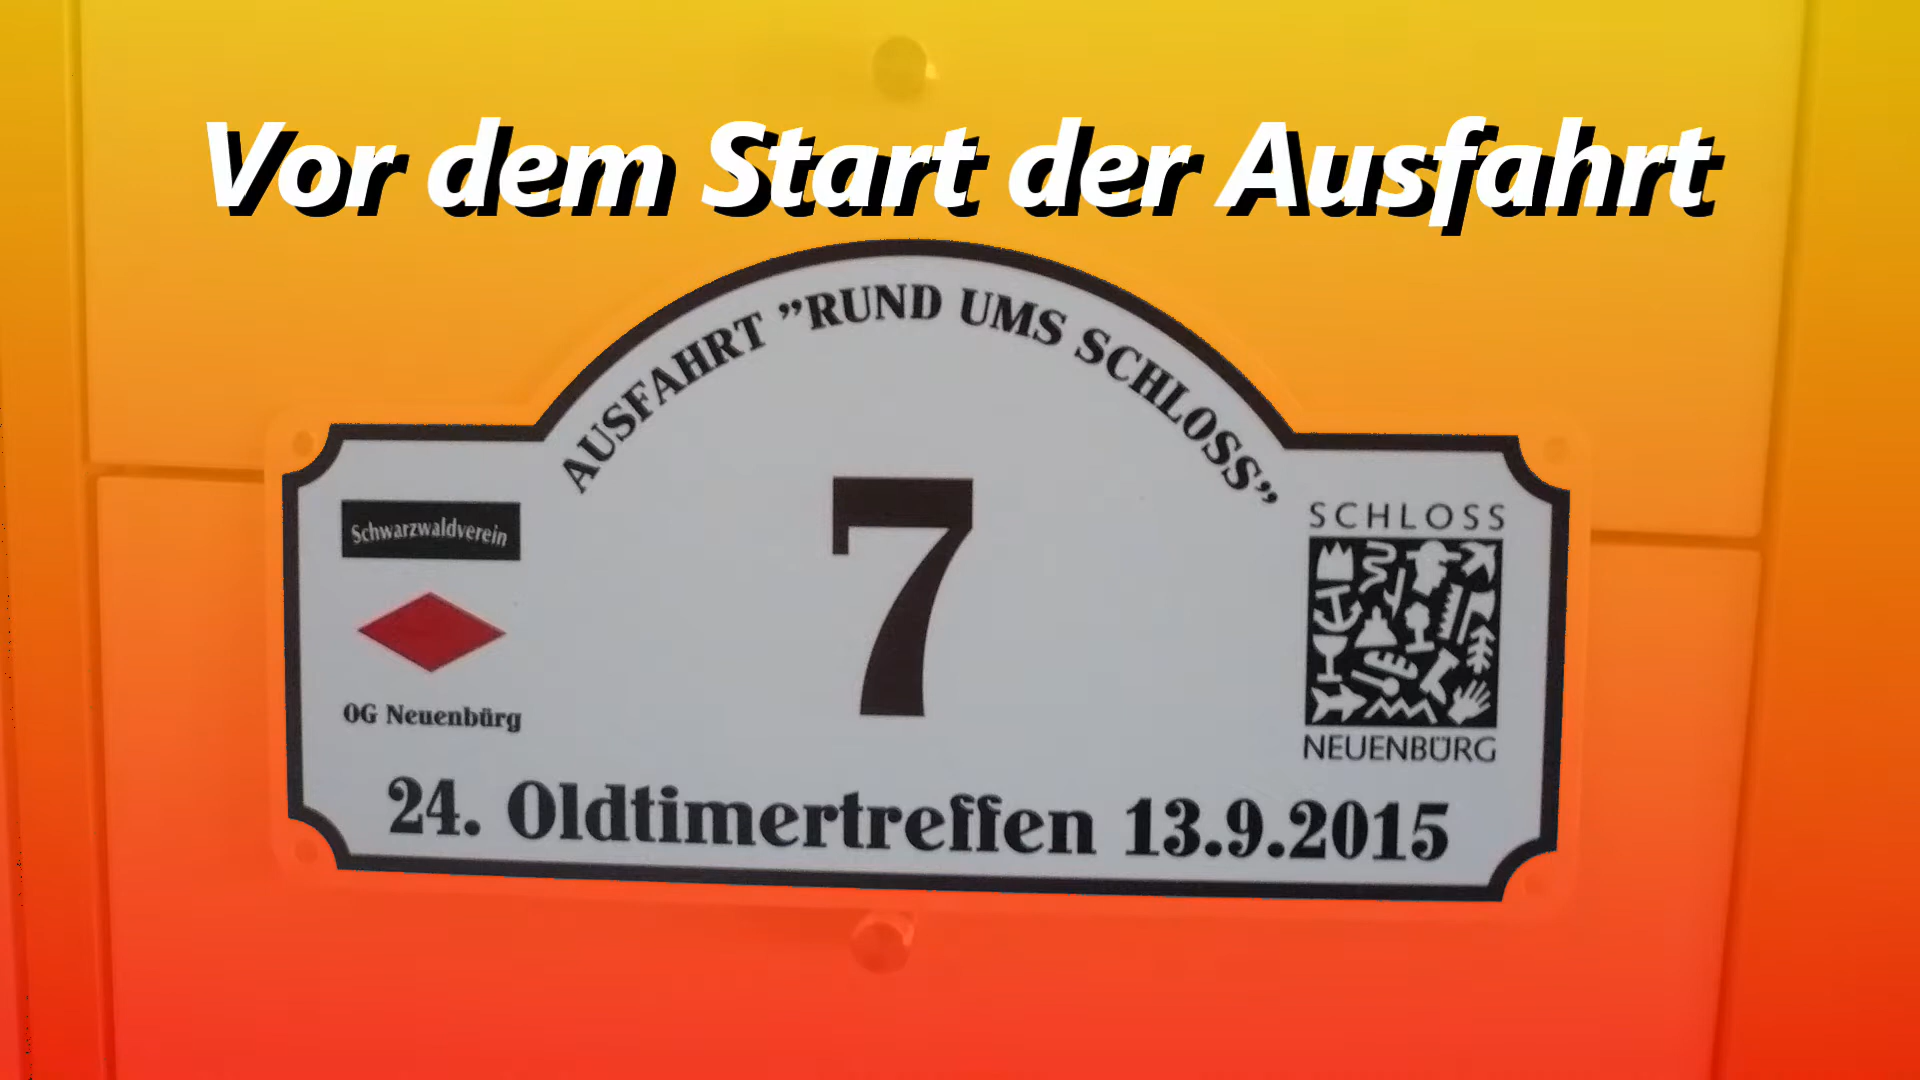 Vor dem Start der Ausfahrt
AUSFAHRT ”RUND UMS SCHLOSS”
7
Schwarzwaldverein
OG Neuenbürg
SCHLOSS
NEUENBÜRG
24. Oldtimertreffen 13.9.2015